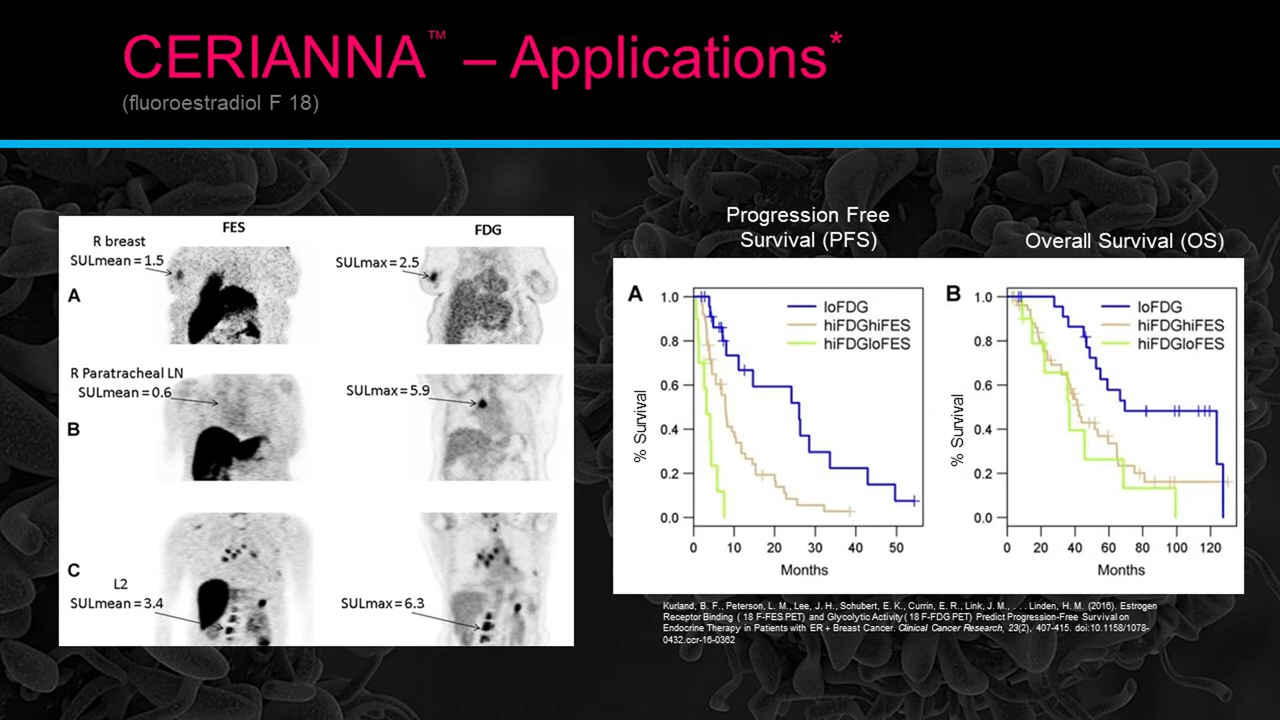 CERIANNA™ – Applications*
(fluoroestradiol F 18)
FES
FDG
R breast
SULmean = 1.5
SULmax = 2.5
A
R Paratracheal LN
SULmean = 0.6
SULmax = 5.9
B
C
L2
SULmean = 3.4
SULmax = 6.3
Progression Free
Survival (PFS)
A
% Survival
1.0
0.8
0.6
0.4
0.2
0.0
loFDG
hiFDGhiFES
hiFDGloFES
0 10 20 30 40 50
Months
Overall Survival (OS)
B
% Survival
1.0
0.8
0.6
0.4
0.2
0.0
loFDG
hiFDGhiFES
hiFDGloFES
0 20 40 60 80 100 120
Months
Kurland, B. F., Peterson, L. M., Lee, J. H., Schubert, E. K., Currin, E. R., Link, J. M., . . . Linden, H. M. (2016). Estrogen
Receptor Binding ( 18 F-FES PET) and Glycolytic Activity ( 18 F-FDG PET) Predict Progression-Free Survival on
Endocrine Therapy in Patients with ER + Breast Cancer. Clinical Cancer Research, 23(2), 407-415. doi:10.1158/1078-
0432.ccr-16-0362